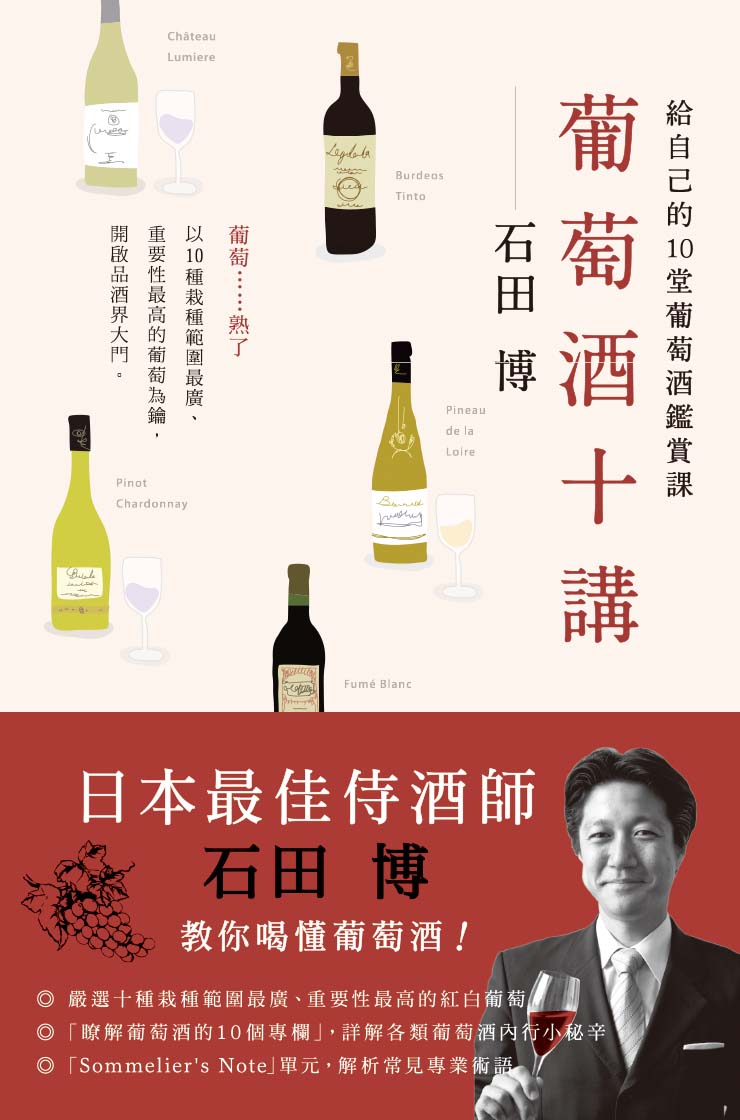 給自己的10堂葡萄酒鑑賞課
葡萄酒十講
石田 博
葡萄⋯⋯熟了
以10種栽種範圍最廣、
重要性最高的葡萄為鑰，
開啟品酒界大門。
Château
Lumiere
Burdeos
Tinto
Pineau
de la
Loire
Pinot
Chardonnay
Fumé Blanc
日本最佳侍酒師
石田 博
教你喝懂葡萄酒！
◎ 嚴選十種栽種範圍最廣、重要性最高的紅白葡萄
◎ 「暸解葡萄酒的10個專欄」，詳解各類葡萄酒內行小秘辛
◎ 「Sommelier's Note」單元，解析常見專業術語